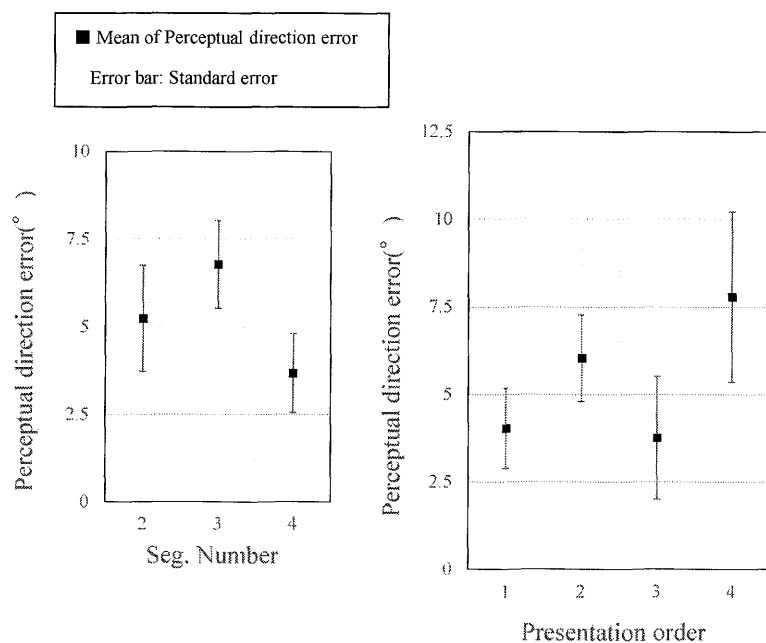 ■ Mean of Perceptual direction error
Error bar: Standard error
Perceptual direction error(° )
10
7.5
5
2.5
0
2 3 4
Seg. Number
Perceptual direction error(° )
12.5
10
7.5
5
2.5
0
1 2 3 4
Presentation order